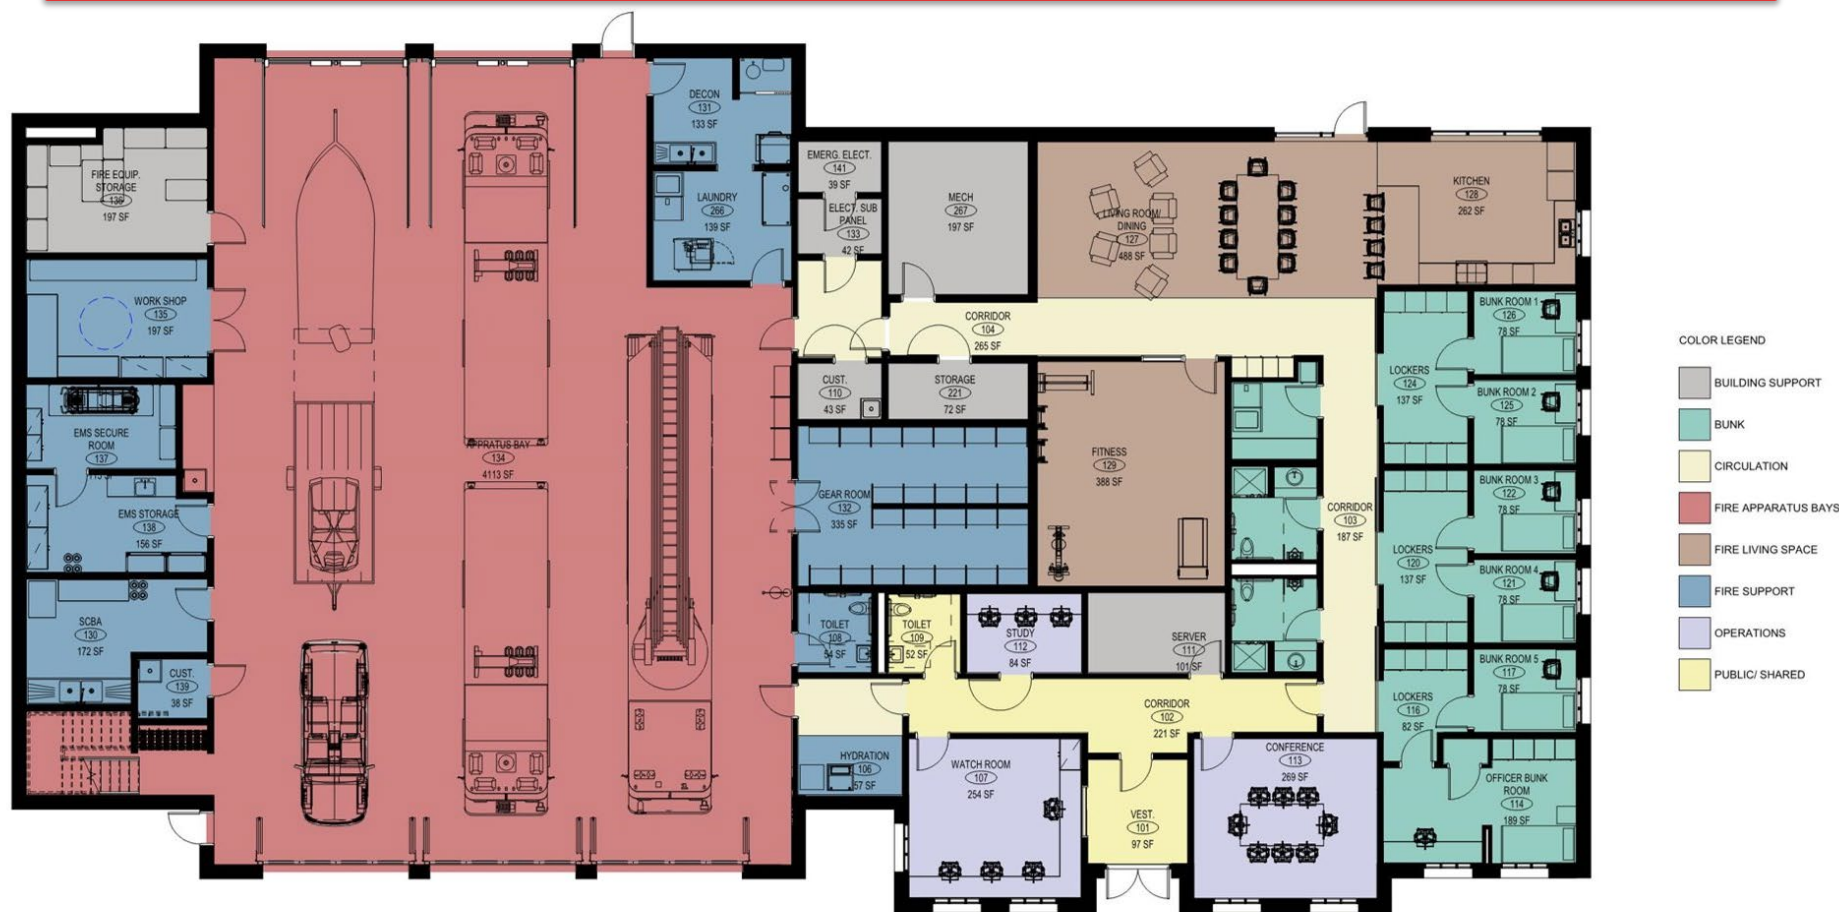 DECON
131
133 SF
EMERG. ELECT.
141
39 SF
ELECT. SUB
PANEL
133
42 SF
MECH
267
197 SF
LIVING ROOM/
DINING
127
488 SF
KITCHEN
128
262 SF
FIRE EQUIP.
STORAGE
136
197 SF
LAUNDRY
266
139 SF
WORK SHOP
135
197 SF
CORRIDOR
104
265 SF
BUNK ROOM 1
126
78 SF
LOCKERS
124
137 SF
BUNK ROOM 2
125
78 SF
CUST.
110
43 SF
STORAGE
221
72 SF
EMS SECURE
ROOM
137
APPRATUS BAY
134
4113 SF
FITNESS
129
388 SF
GEAR ROOM
132
335 SF
EMS STORAGE
138
156 SF
CORRIDOR
103
187 SF
BUNK ROOM 3
122
78 SF
LOCKERS
120
137 SF
BUNK ROOM 4
121
78 SF
SCBA
130
172 SF
CUST.
139
38 SF
TOILET
108
54 SF
TOILET
109
52 SF
STUDY
112
84 SF
SERVER
111
101 SF
BUNK ROOM 5
117
78 SF
LOCKERS
116
82 SF
CORRIDOR
102
221 SF
HYDRATION
106
57 SF
WATCH ROOM
107
254 SF
VEST.
101
97 SF
CONFERENCE
113
269 SF
OFFICER BUNK
ROOM
114
189 SF
COLOR LEGEND
BUILDING SUPPORT
BUNK
CIRCULATION
FIRE APPARATUS BAYS
FIRE LIVING SPACE
FIRE SUPPORT
OPERATIONS
PUBLIC/ SHARED